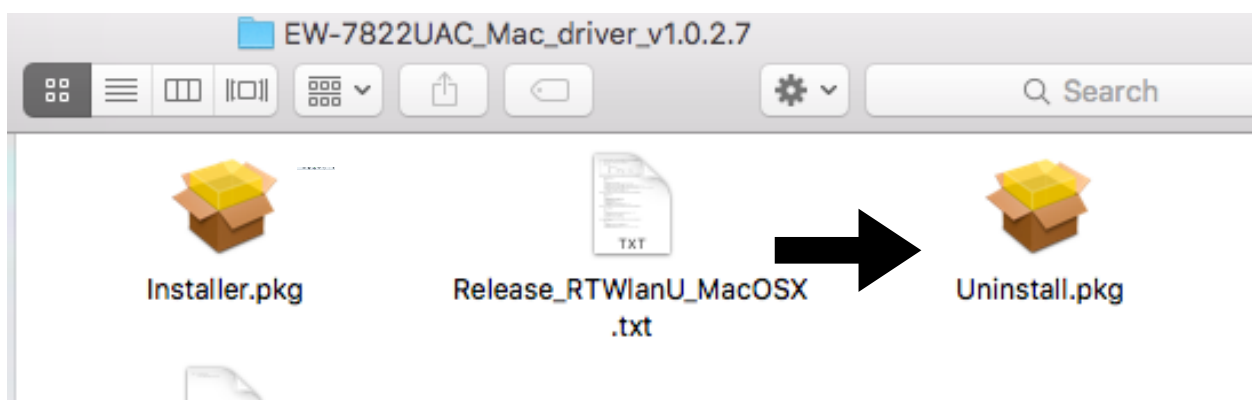 EW-7822UAC_Mac_driver_v1.0.2.7
Search
TXT
Installer.pkg
Release_RTWlanU_MacOSX
.txt
Uninstall.pkg